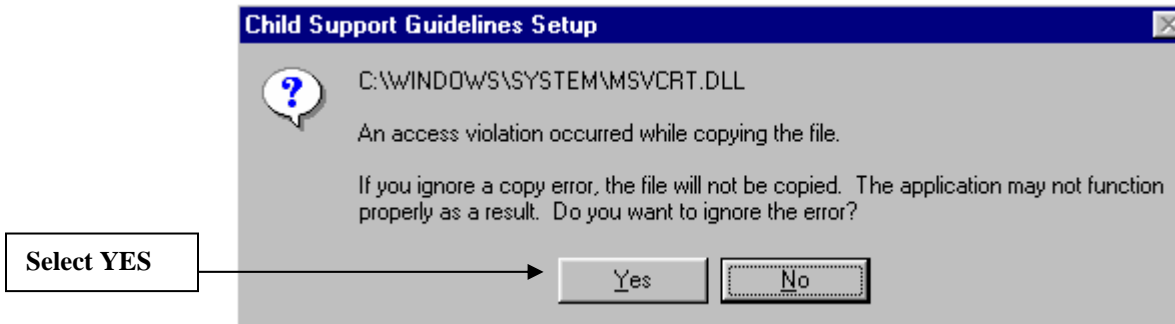 Child Support Guidelines Setup
?
C:\WINDOWS\SYSTEM\MSVCRT.DLL
An access violation occurred while copying the file.
If you ignore a copy error, the file will not be copied.  The application may not function
properly as a result.  Do you want to ignore the error?
Select YES
Yes
No